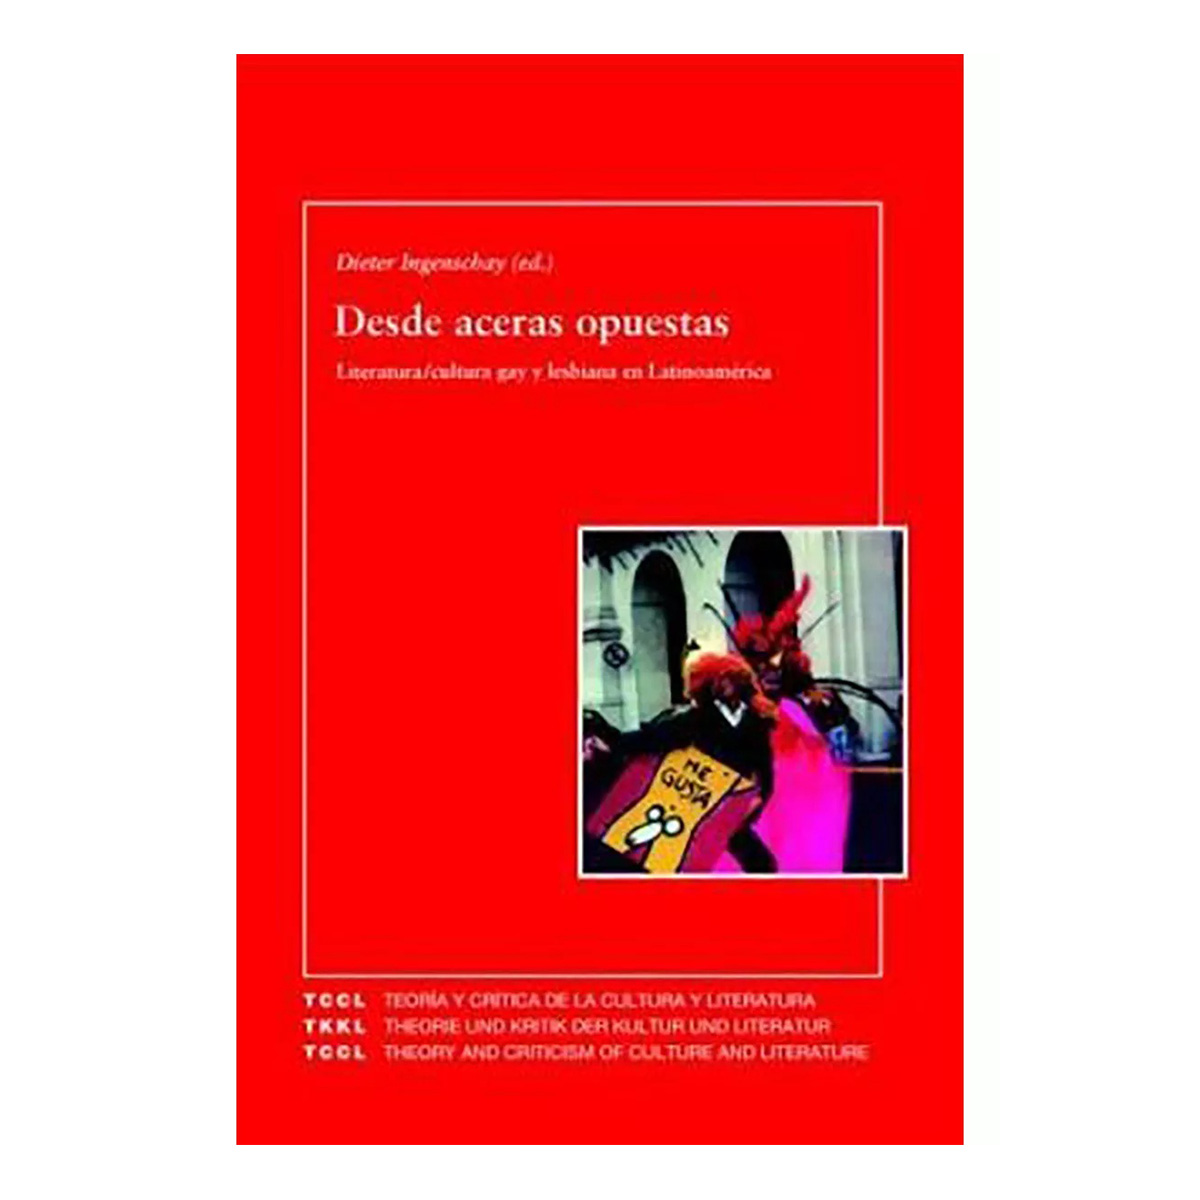 Dieter Ingenschay (ed.)
Desde aceras opuestas
Literatura/cultura gay y lesbiana en Latinoamérica
ME
GUSTA
TCCL TEORÍA Y CRÍTICA DE LA CULTURA Y LITERATURA
TKKL THEORIE UND KRITIK DER KULTUR UND LITERATUR
TCCL THEORY AND CRITICISM OF CULTURE AND LITERATURE